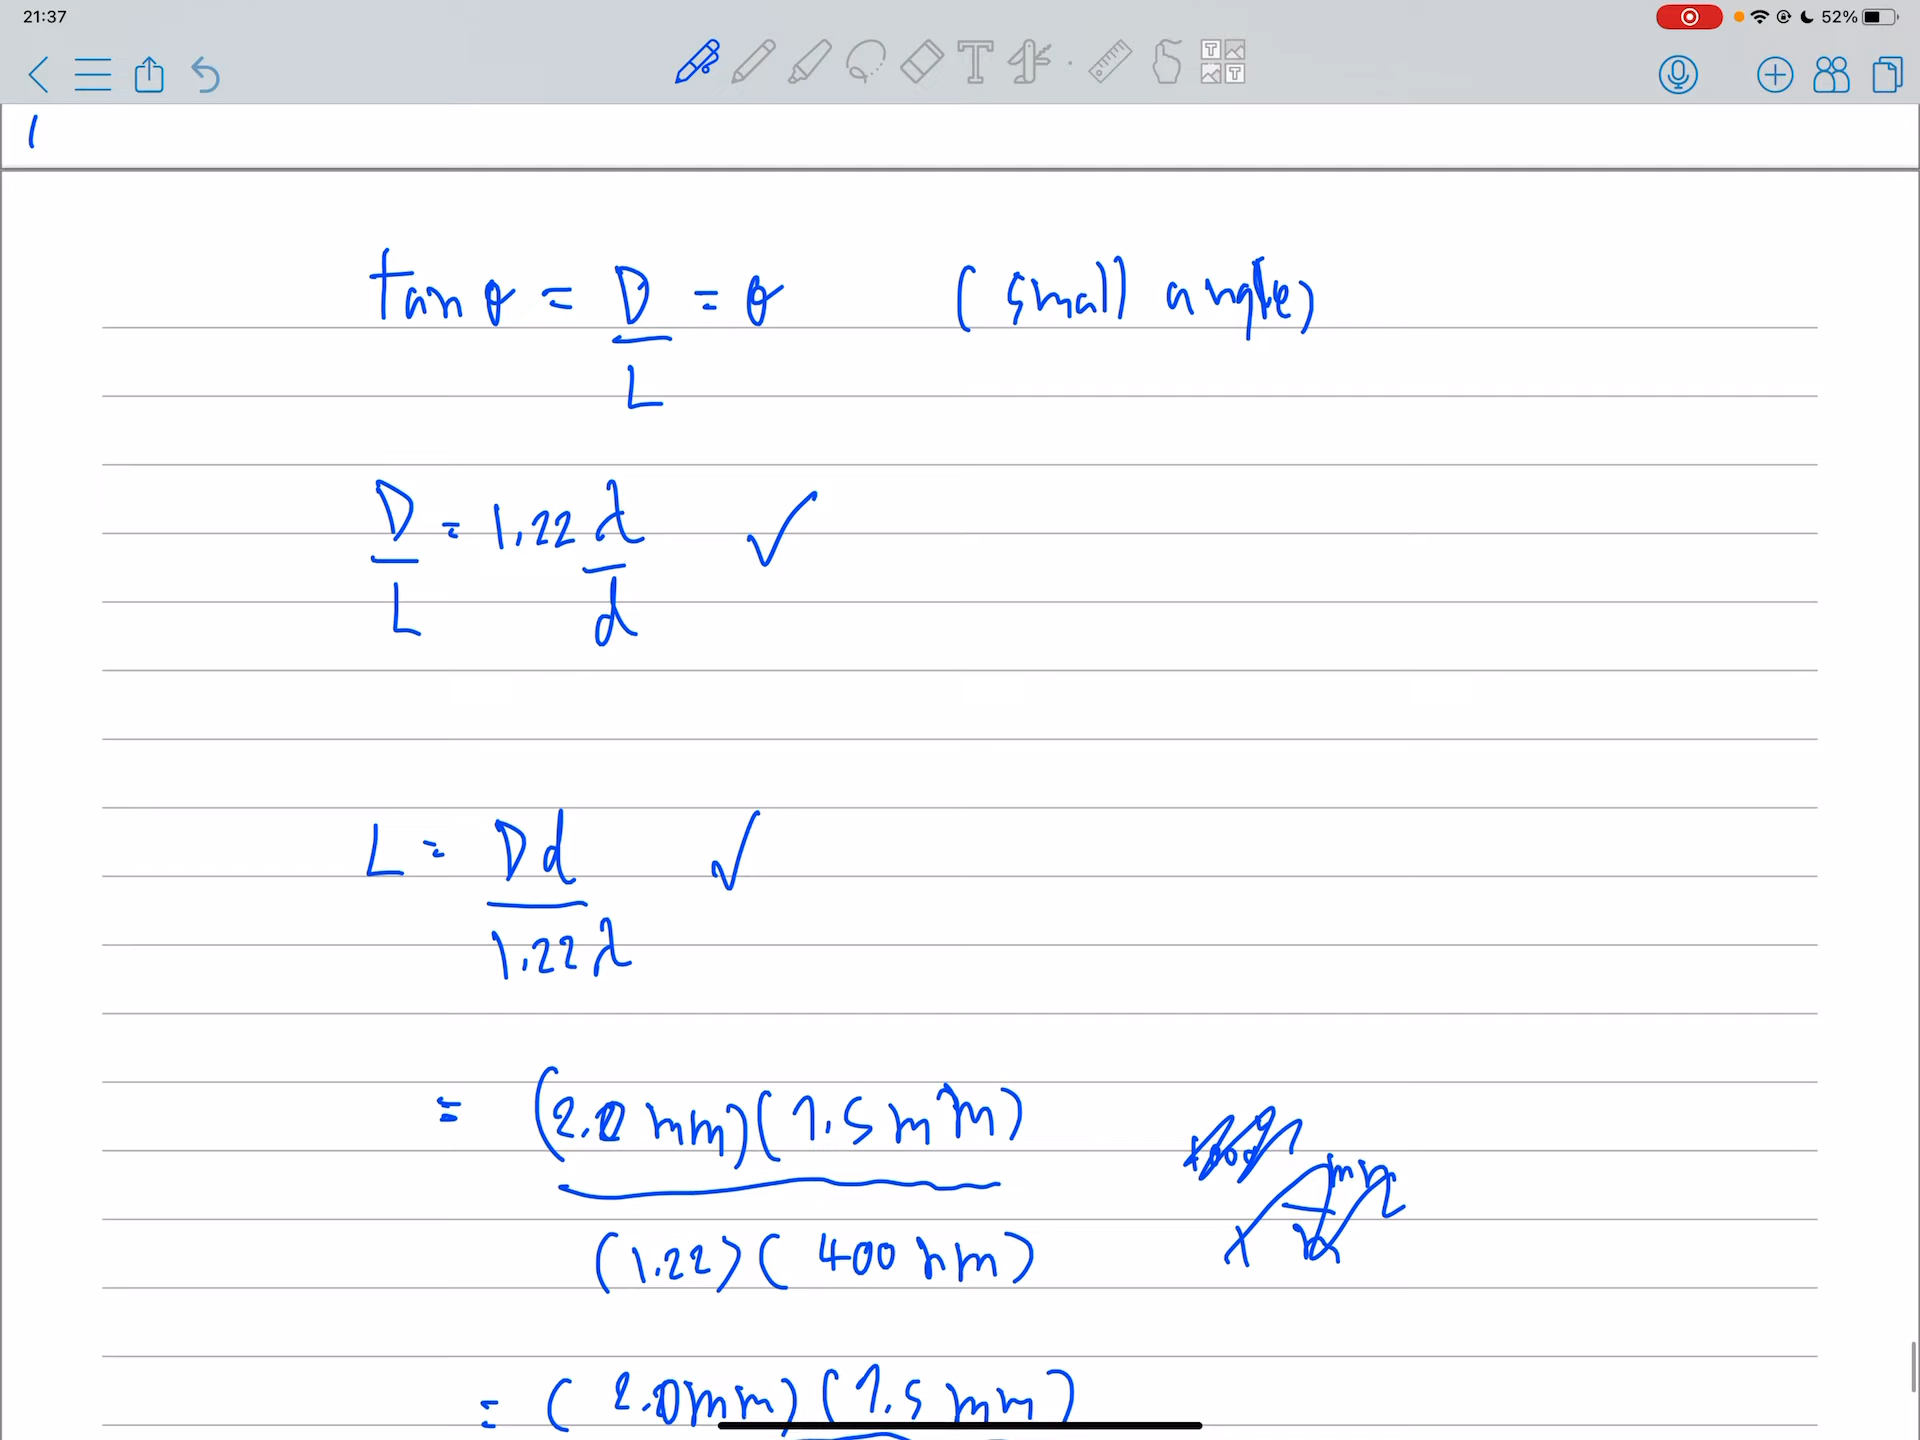 21:37
52%
tan θ = D/L = θ (small angle)
D/L = 1.22 λ/d ✓
L = Dd/1.22λ ✓
= (2.0 mm)(1.5 mm)/(1.22)(400 nm)
= (2.0mm)(1.5 mm)